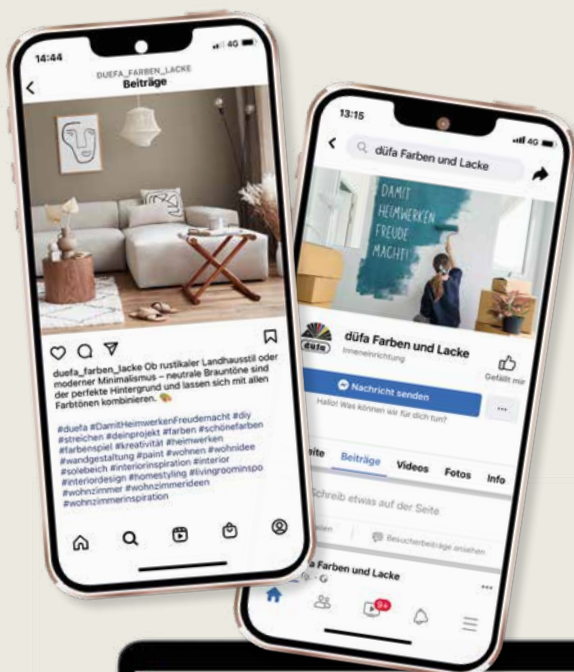 14:44
4G
DUEFA_FARBEN_LACKE
Beiträge
duefa_farben_lacke Ob rustikaler Landhausstil oder
moderner Minimalismus – neutrale Brauntöne sind
der perfekte Hintergrund und lassen sich mit allen
Farbtönen kombinieren.
#duefa #DamitHeimwerkenFreudemacht #diy
#streichen #deinprojekt #farben #schönefarben
#farbenspiel #kreativität #heimwerken
#wandgestaltung #paint #wohnen #wohnidee
#solebeich #interiorinspiration #interior
#interiordesign #homestyling #livingroominspo
#wohnzimmer #wohnzimmerideen
#wohnzimmerinspiration
13:15
4G
düfa Farben und Lacke
DAMIT
HEIMWERKEN
FREUDE
MACHT!
düfa
düfa Farben und Lacke
Inneneinrichtung
Gefällt mir
Nachricht senden
Hallo! Was können wir für dich tun?
eite Beiträge Videos Fotos Info
Schreib etwas auf der Seite
Besucherbeiträge ansehen
a Farben und Lacke
9+